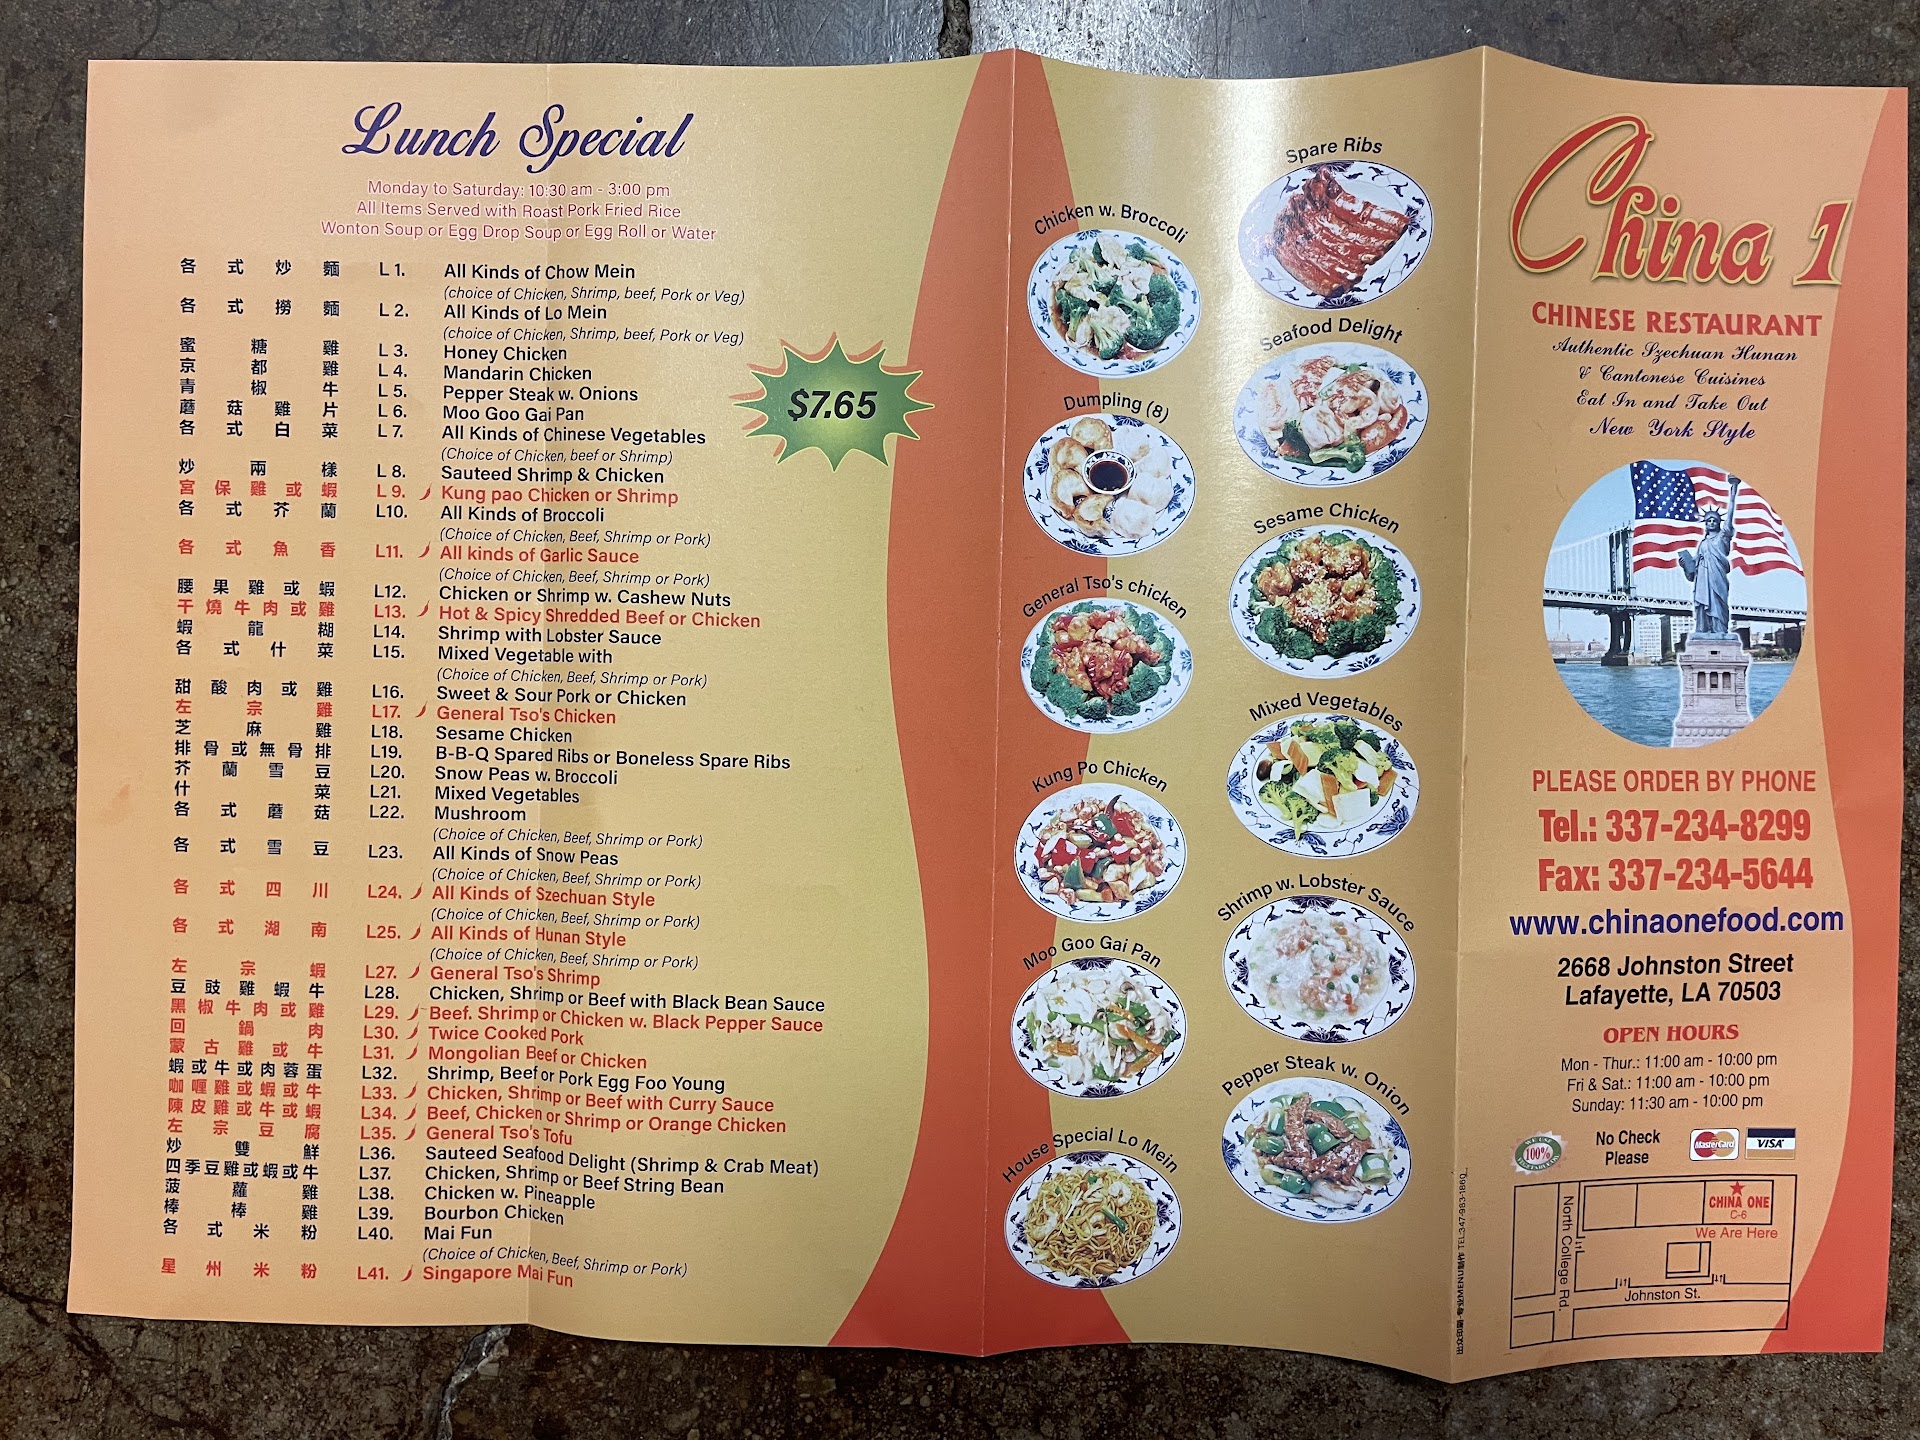 Lunch Special
Monday to Saturday: 10:30 am - 3:00 pm
All Items Served with Roast Pork Fried Rice
Wonton Soup or Egg Drop Soup or Egg Roll or Water
各式炒麵 L 1. All Kinds of Chow Mein
(choice of Chicken, Shrimp, beef, Pork or Veg)
各式撈麵 L 2. All Kinds of Lo Mein
(choice of Chicken, Shrimp, beef, Pork or Veg)
蜜糖雞 L 3. Honey Chicken
京都雞 L 4. Mandarin Chicken
青椒牛 L 5. Pepper Steak w. Onions
蘑菇雞片 L 6. Moo Goo Gai Pan
各式白菜 L 7. All Kinds of Chinese Vegetables
(Choice of Chicken, beef or Shrimp)
炒兩樣 L 8. Sauteed Shrimp & Chicken
宮保雞或蝦 L 9. Kung pao Chicken or Shrimp
各式芥蘭 L10. All Kinds of Broccoli
(Choice of Chicken, Beef, Shrimp or Pork)
各式魚香 L11. All kinds of Garlic Sauce
(Choice of Chicken, Beef, Shrimp or Pork)
腰果雞或蝦 L12. Chicken or Shrimp w. Cashew Nuts
干燒牛肉或雞 L13. Hot & Spicy Shredded Beef or Chicken
蝦龍糊 L14. Shrimp with Lobster Sauce
各式什菜 L15. Mixed Vegetable with
(Choice of Chicken, Beef, Shrimp or Pork)
甜酸肉或雞 L16. Sweet & Sour Pork or Chicken
左宗雞 L17. General Tso's Chicken
芝麻雞 L18. Sesame Chicken
排骨或無骨排 L19. B-B-Q Spared Ribs or Boneless Spare Ribs
芥蘭雪豆 L20. Snow Peas w. Broccoli
什菜 L21. Mixed Vegetables
各式蘑菇 L22. Mushroom
(Choice of Chicken, Beef, Shrimp or Pork)
各式雪豆 L23. All Kinds of Snow Peas
(Choice of Chicken, Beef, Shrimp or Pork)
各式四川 L24. All Kinds of Szechuan Style
(Choice of Chicken, Beef, Shrimp or Pork)
各式湖南 L25. All Kinds of Hunan Style
(Choice of Chicken, Beef, Shrimp or Pork)
左宗蝦 L27. General Tso's Shrimp
豆豉雞蝦牛 L28. Chicken, Shrimp or Beef with Black Bean Sauce
黑椒牛肉或雞 L29. Beef. Shrimp or Chicken w. Black Pepper Sauce
回鍋肉 L30. Twice Cooked Pork
蒙古雞或牛 L31. Mongolian Beef or Chicken
蝦或牛或肉蓉蛋 L32. Shrimp, Beef or Pork Egg Foo Young
咖喱雞或蝦或牛 L33. Chicken, Shrimp or Beef with Curry Sauce
陳皮雞或牛或蝦 L34. Beef, Chicken or Shrimp or Orange Chicken
左宗豆腐 L35. General Tso's Tofu
炒雙鮮 L36. Sauteed Seafood Delight (Shrimp & Crab Meat)
四季豆雞或蝦或牛 L37. Chicken, Shrimp or Beef String Bean
菠蘿雞 L38. Chicken w. Pineapple
棒棒雞 L39. Bourbon Chicken
各式米粉 L40. Mai Fun
(Choice of Chicken, Beef, Shrimp or Pork)
星州米粉 L41. Singapore Mai Fun
$7.65
Spare Ribs
Chicken w. Broccoli
Seafood Delight
Dumpling (8)
Sesame Chicken
General Tso's chicken
Mixed Vegetables
Kung Po Chicken
Shrimp w. Lobster Sauce
Moo Goo Gai Pan
Pepper Steak w. Onion
House Special Lo Mein
China 1
CHINESE RESTAURANT
Authentic Szechuan Hunan
& Cantonese Cuisines
Eat In and Take Out
New York Style
PLEASE ORDER BY PHONE
Tel.: 337-234-8299
Fax: 337-234-5644
www.chinaonefood.com
2668 Johnston Street
Lafayette, LA 70503
OPEN HOURS
Mon - Thur.: 11:00 am - 10:00 pm
Fri & Sat.: 11:00 am - 10:00 pm
Sunday: 11:30 am - 10:00 pm
WE USE
100%
VEGETABLE OIL
No Check
Please
MasterCard
VISA
CHINA ONE
C-6
We Are Here
North College Rd.
Johnston St.
MENU TEL:347-983-1860